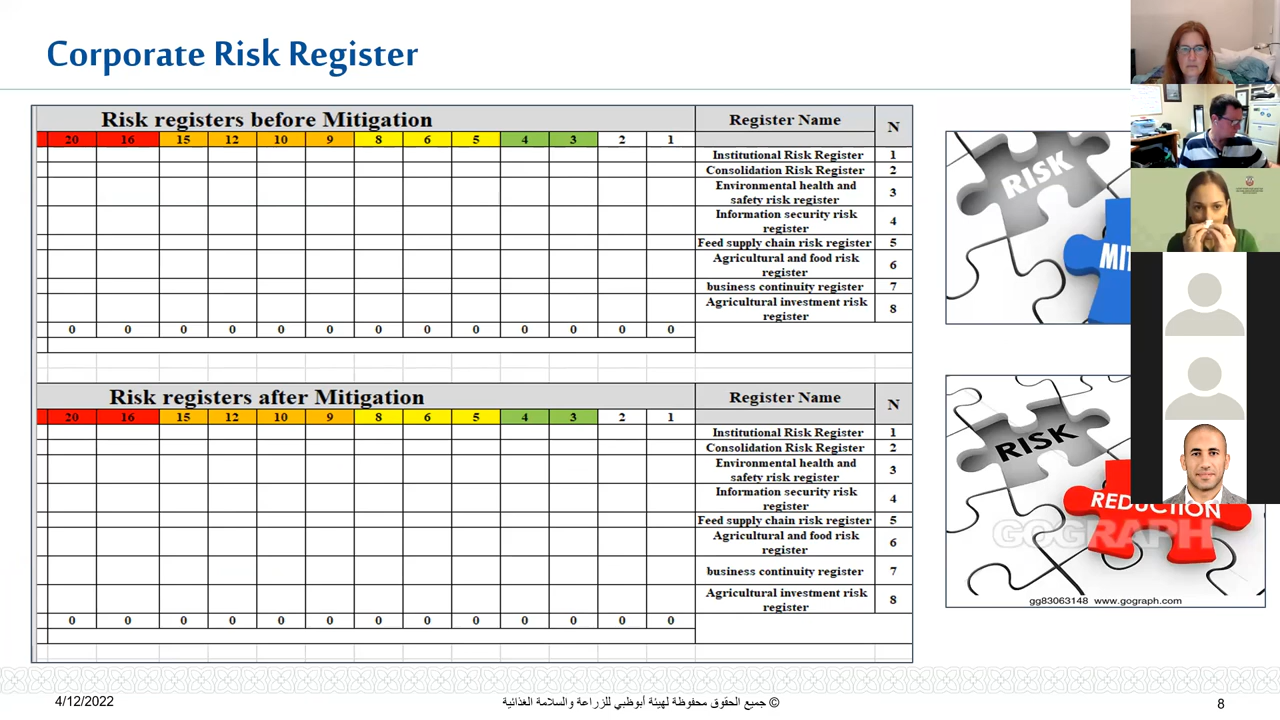 Corporate Risk Register
Risk registers before Mitigation Register Name N
20 16 15 12 10 9 8 6 5 4 3 2 1
Institutional Risk Register 1
Consolidation Risk Register 2
Environmental health and
safety risk register 3
Information security risk
register 4
Feed supply chain risk register 5
Agricultural and food risk
register 6
business continuity register 7
Agricultural investment risk
register 8
0 0 0 0 0 0 0 0 0 0 0 0 0
Risk registers after Mitigation Register Name N
20 16 15 12 10 9 8 6 5 4 3 2 1
Institutional Risk Register 1
Consolidation Risk Register 2
Environmental health and
safety risk register 3
Information security risk
register 4
Feed supply chain risk register 5
Agricultural and food risk
register 6
business continuity register 7
Agricultural investment risk
register 8
0 0 0 0 0 0 0 0 0 0 0 0 0
RISK
MIT
RISK
REDUCTION
GOGRAPH
gg83063148 www.gograph.com
4/12/2022
© جميع الحقوق محفوظة لهيئة أبوظبي للزراعة والسلامة الغذائية
8